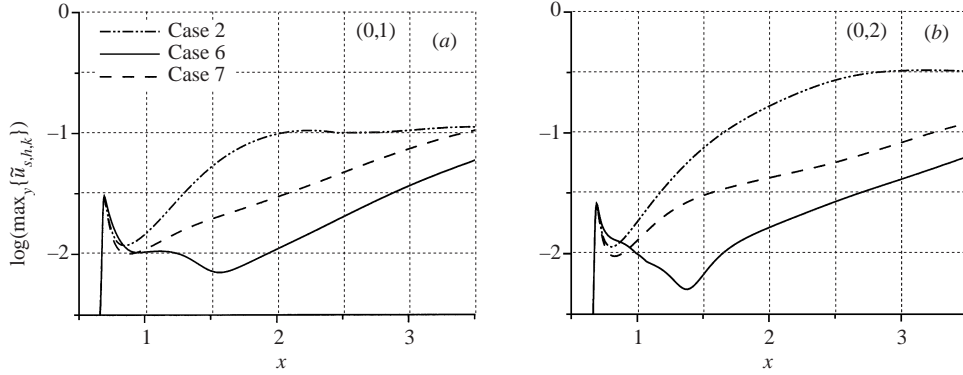 0
Case 2
Case 6
Case 7
(0,1)
(a)
–1
–2
log(max_y{ũ_{s,h,k}})
1
2
3
x
0
(0,2)
(b)
–1
–2
1
2
3
x